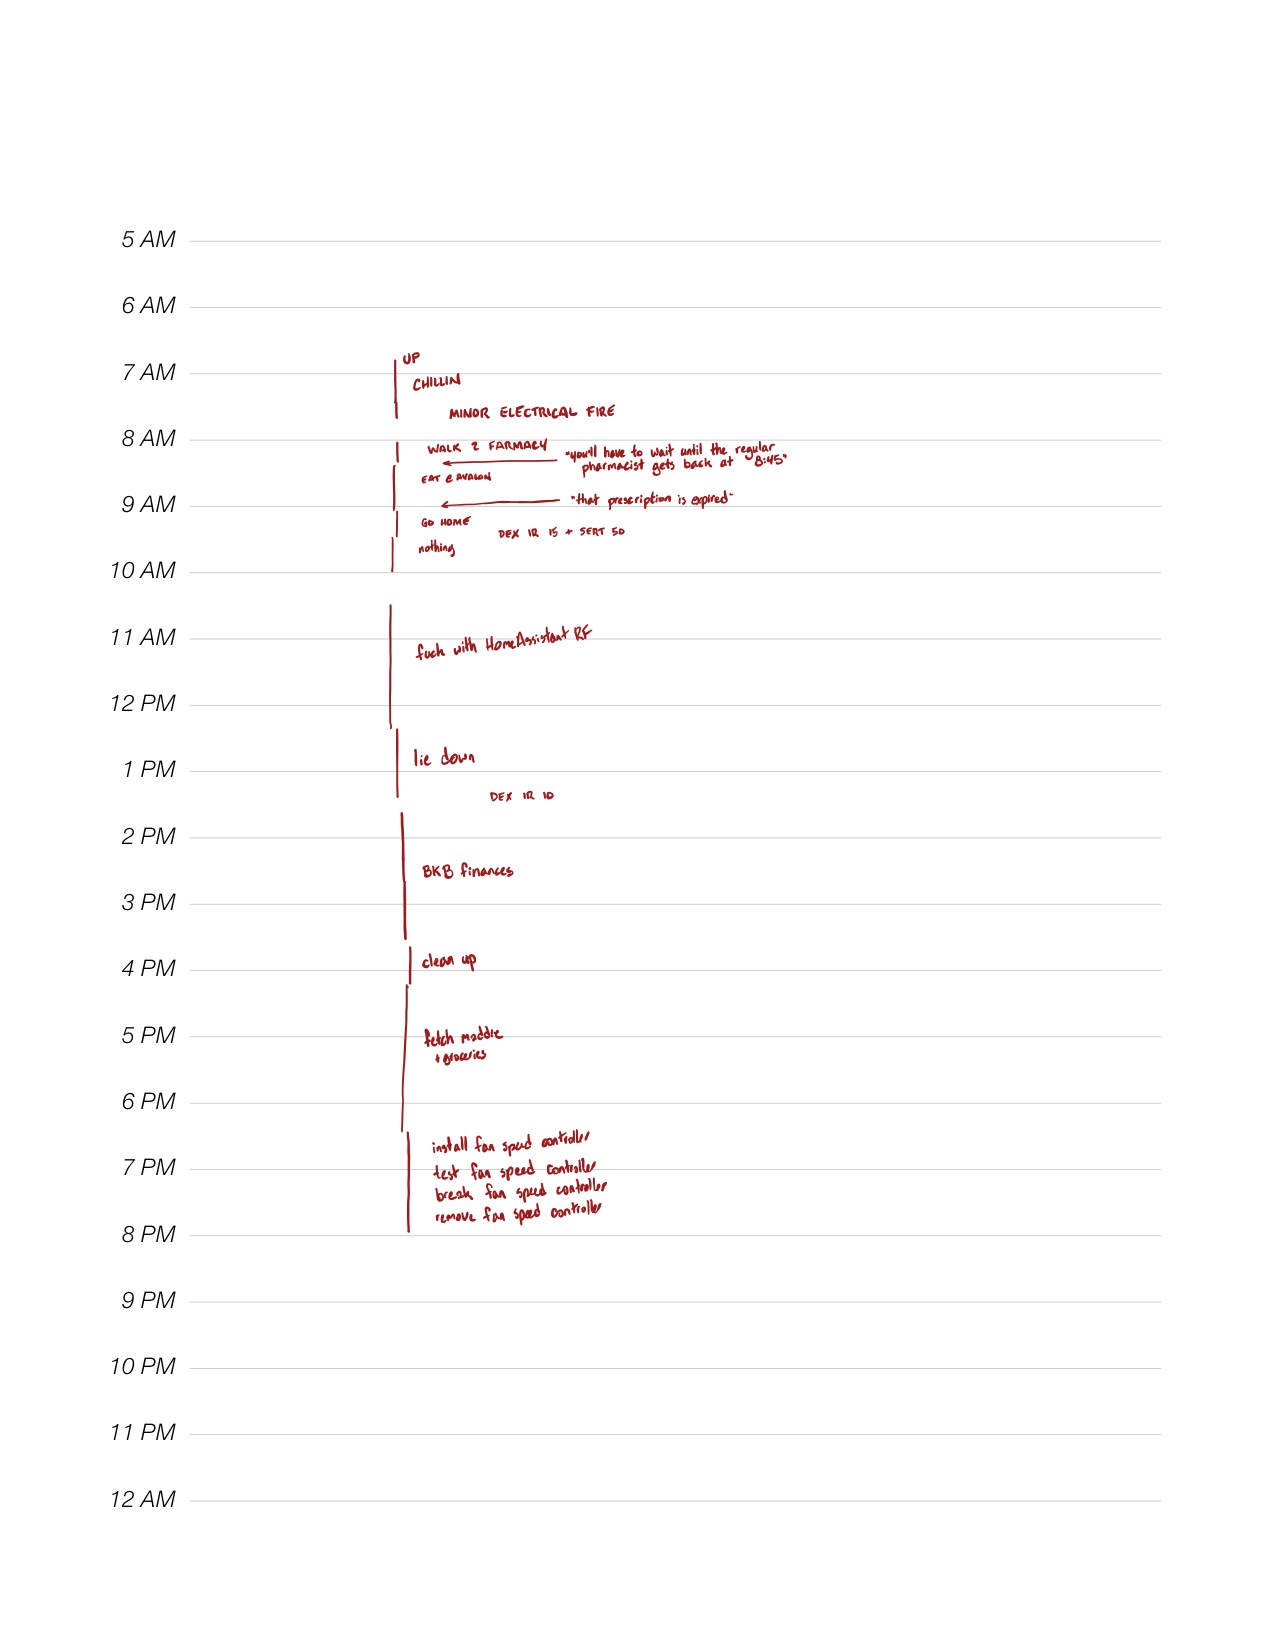 5 AM
6 AM
UP
7 AM
CHILLIN
MINOR ELECTRICAL FIRE
8 AM
WALK 2 FARMACY
"you'll have to wait until the regular
pharmacist gets back at "8:45"
EAT @ AVALON
9 AM
"that prescription is expired"
GO HOME
DEX IR 15 + SERT 50
nothing
10 AM
11 AM
fuck with HomeAssistant RF
12 PM
lie down
1 PM
DEX IR 10
2 PM
BKB finances
3 PM
clean up
4 PM
5 PM
fetch maddie
+ groceries
6 PM
install fan speed controller
7 PM
test fan speed controller
break fan speed controller
remove fan speed controller
8 PM
9 PM
10 PM
11 PM
12 AM